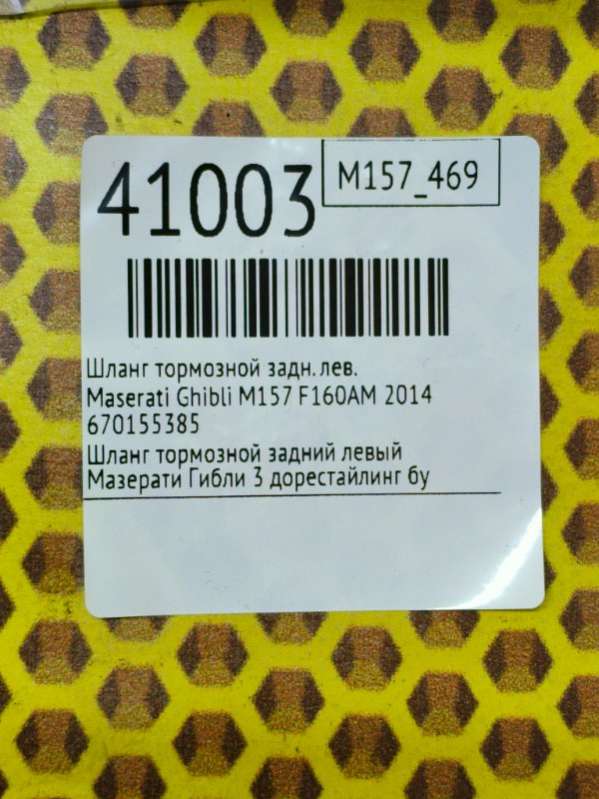 41003
M157_469
Шланг тормозной задн. лев.
Maserati Ghibli M157 F160AM 2014
670155385
Шланг тормозной задний левый
Мазерати Гибли 3 дорестайлинг бу